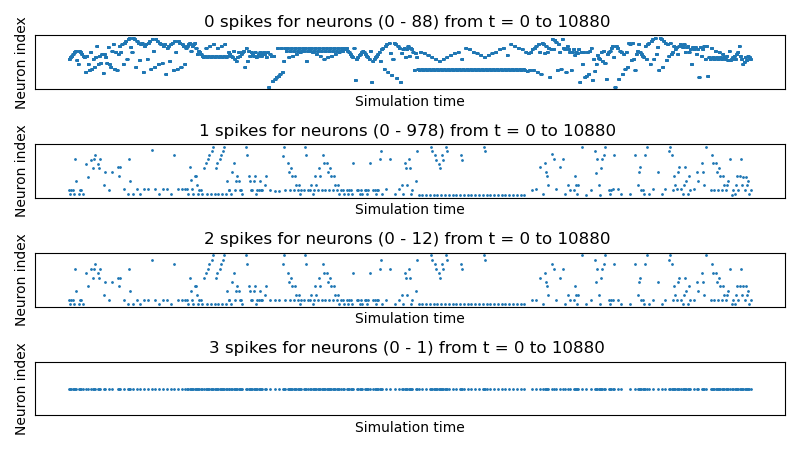 0 spikes for neurons (0 - 88) from t = 0 to 10880
Neuron index
Simulation time
1 spikes for neurons (0 - 978) from t = 0 to 10880
Neuron index
Simulation time
2 spikes for neurons (0 - 12) from t = 0 to 10880
Neuron index
Simulation time
3 spikes for neurons (0 - 1) from t = 0 to 10880
Neuron index
Simulation time